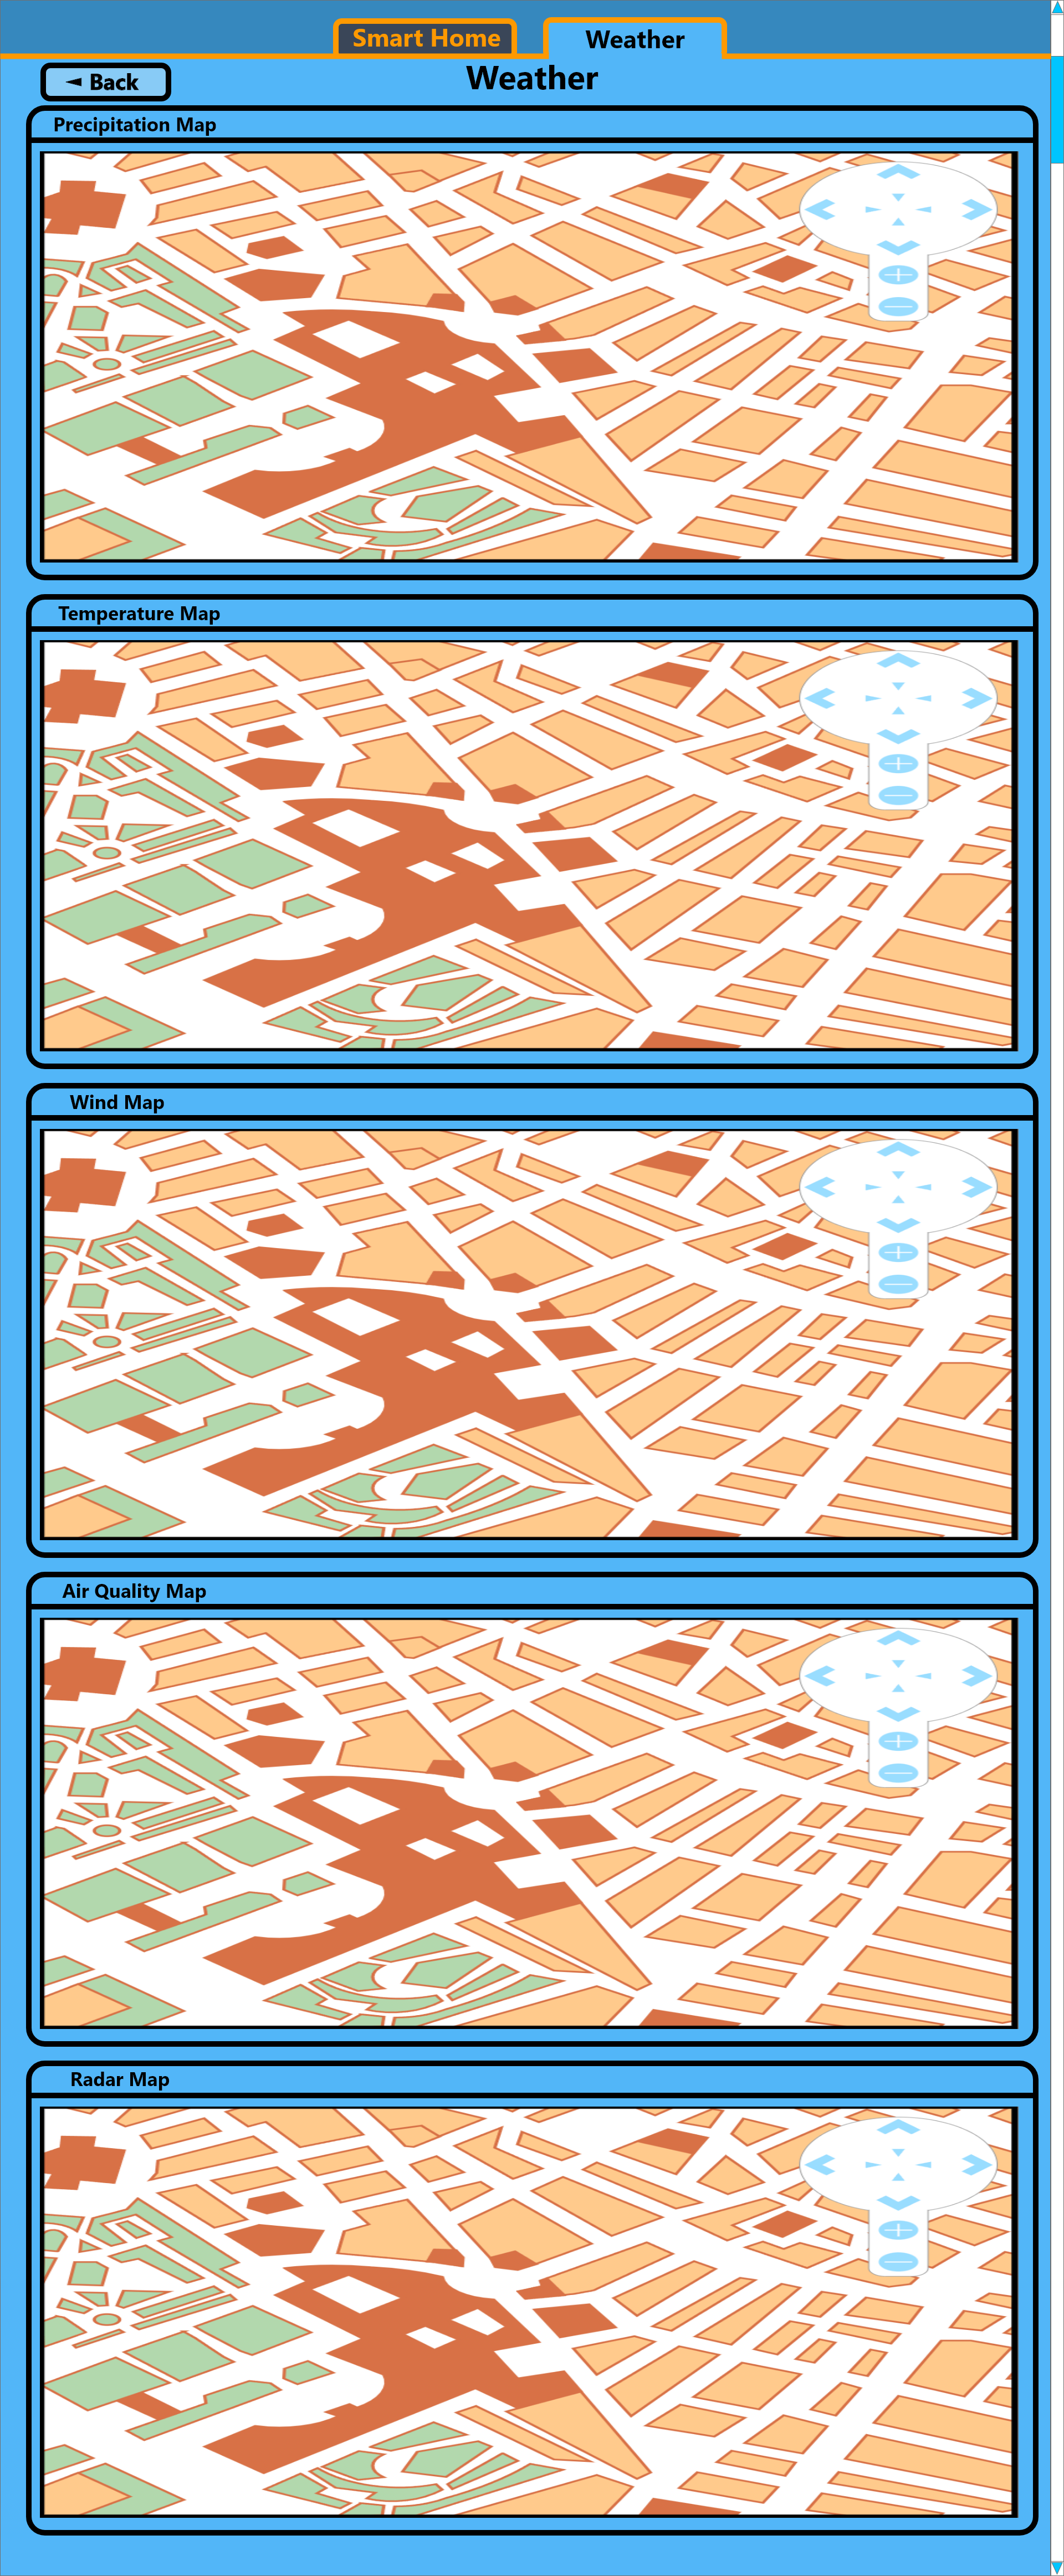 Smart Home
Weather
◄ Back
Weather
Precipitation Map
Temperature Map
Wind Map
Air Quality Map
Radar Map